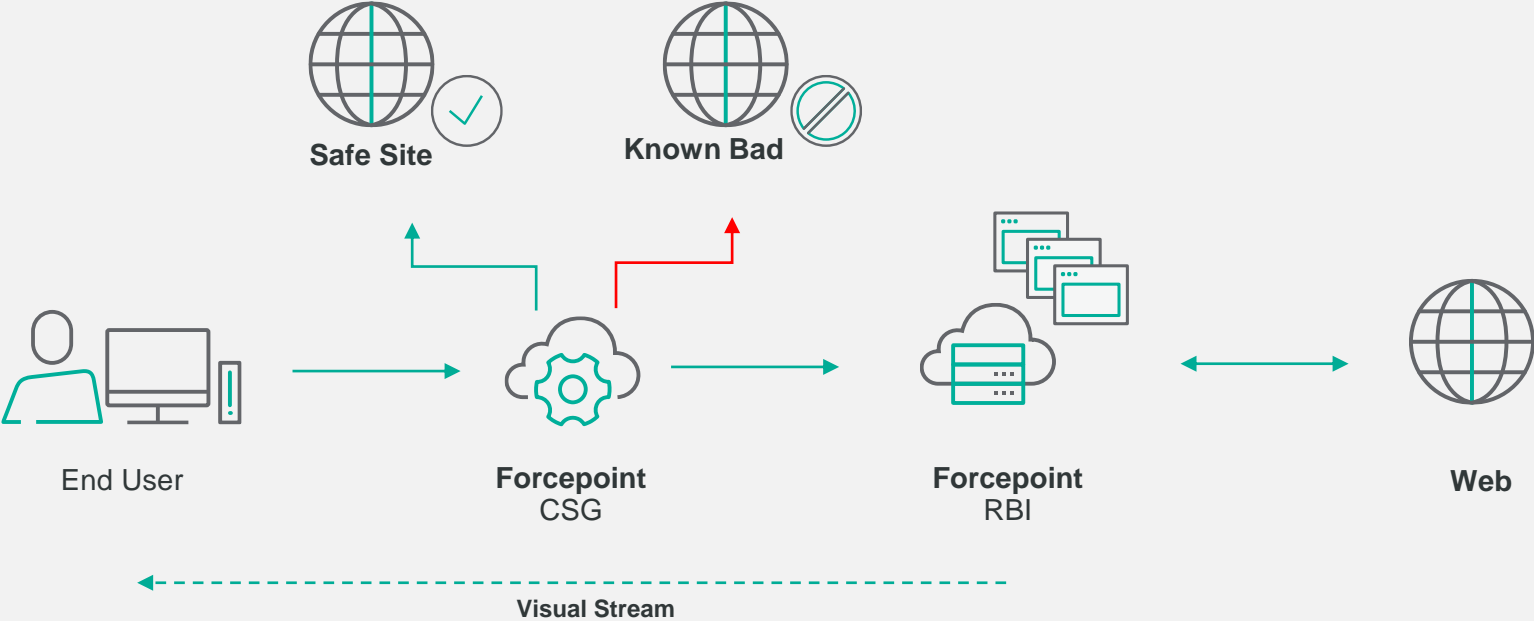 Safe Site
Known Bad
End User
Forcepoint
CSG
Forcepoint
RBI
Web
Visual Stream